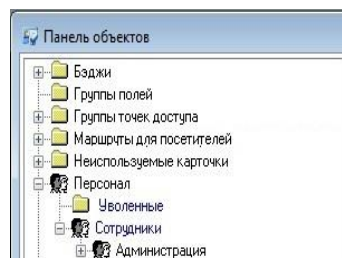 Панель объектов
Бэджи
Группы полей
Группы точек доступа
Маршруты для посетителей
Неиспользуемые карточки
Персонал
Уволенные
Сотрудники
Администрация